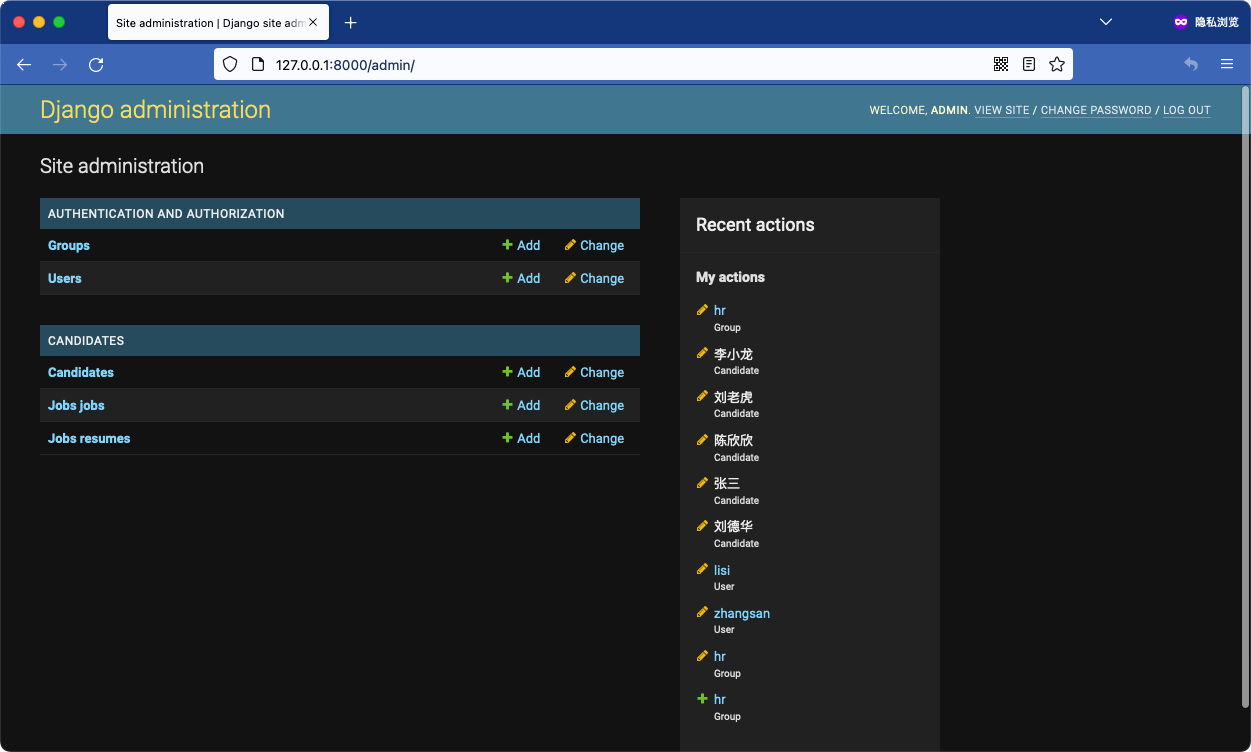 Site administration | Django site adm
隐私浏览
127.0.0.1:8000/admin/
Django administration
WELCOME, ADMIN. VIEW SITE / CHANGE PASSWORD / LOG OUT
Site administration
AUTHENTICATION AND AUTHORIZATION
Groups Add Change
Users Add Change
CANDIDATES
Candidates Add Change
Jobs jobs Add Change
Jobs resumes Add Change
Recent actions
My actions
hr
Group
李小龙
Candidate
刘老虎
Candidate
陈欣欣
Candidate
张三
Candidate
刘德华
Candidate
lisi
User
zhangsan
User
hr
Group
hr
Group